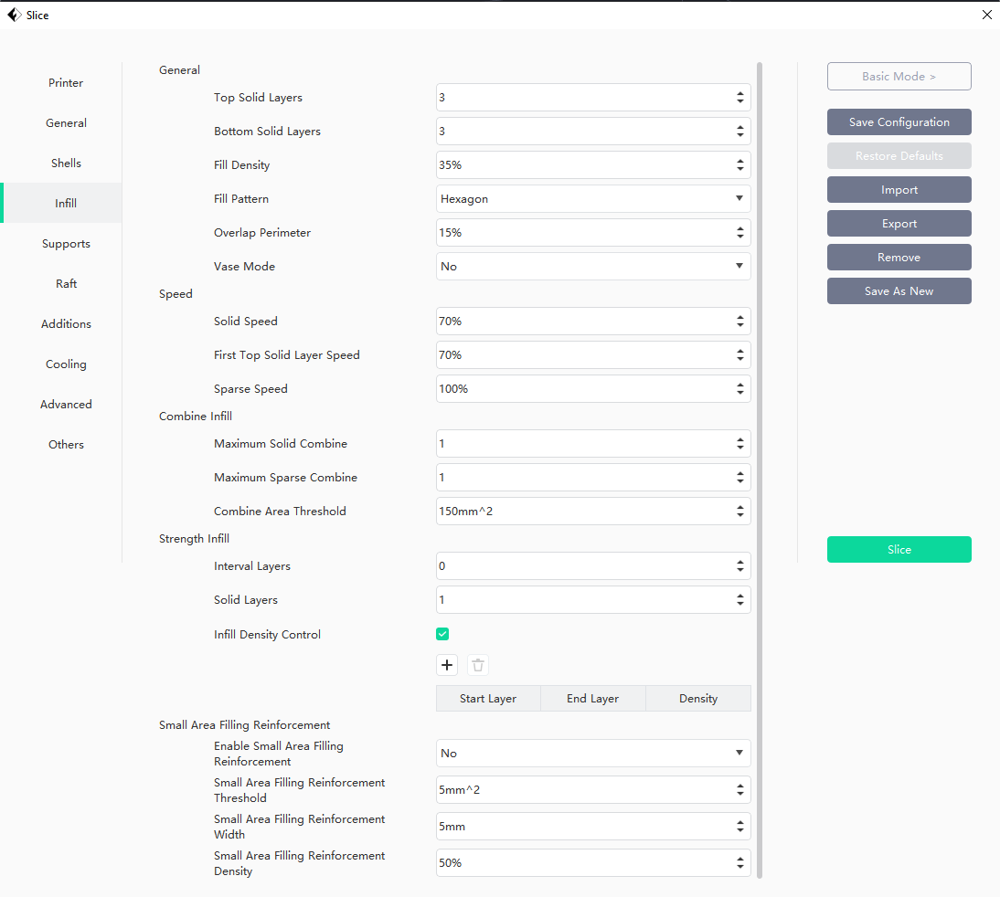 Slice
Printer
General
Shells
Infill
Supports
Raft
Additions
Cooling
Advanced
Others
General
Top Solid Layers 3
Bottom Solid Layers 3
Fill Density 35%
Fill Pattern Hexagon
Overlap Perimeter 15%
Vase Mode No
Speed
Solid Speed 70%
First Top Solid Layer Speed 70%
Sparse Speed 100%
Combine Infill
Maximum Solid Combine 1
Maximum Sparse Combine 1
Combine Area Threshold 150mm^2
Strength Infill
Interval Layers 0
Solid Layers 1
Infill Density Control
Start Layer End Layer Density
Small Area Filling Reinforcement
Enable Small Area Filling
Reinforcement
No
Small Area Filling Reinforcement
Threshold
5mm^2
Small Area Filling Reinforcement
Width
5mm
Small Area Filling Reinforcement
Density
50%
Basic Mode >
Save Configuration
Restore Defaults
Import
Export
Remove
Save As New
Slice